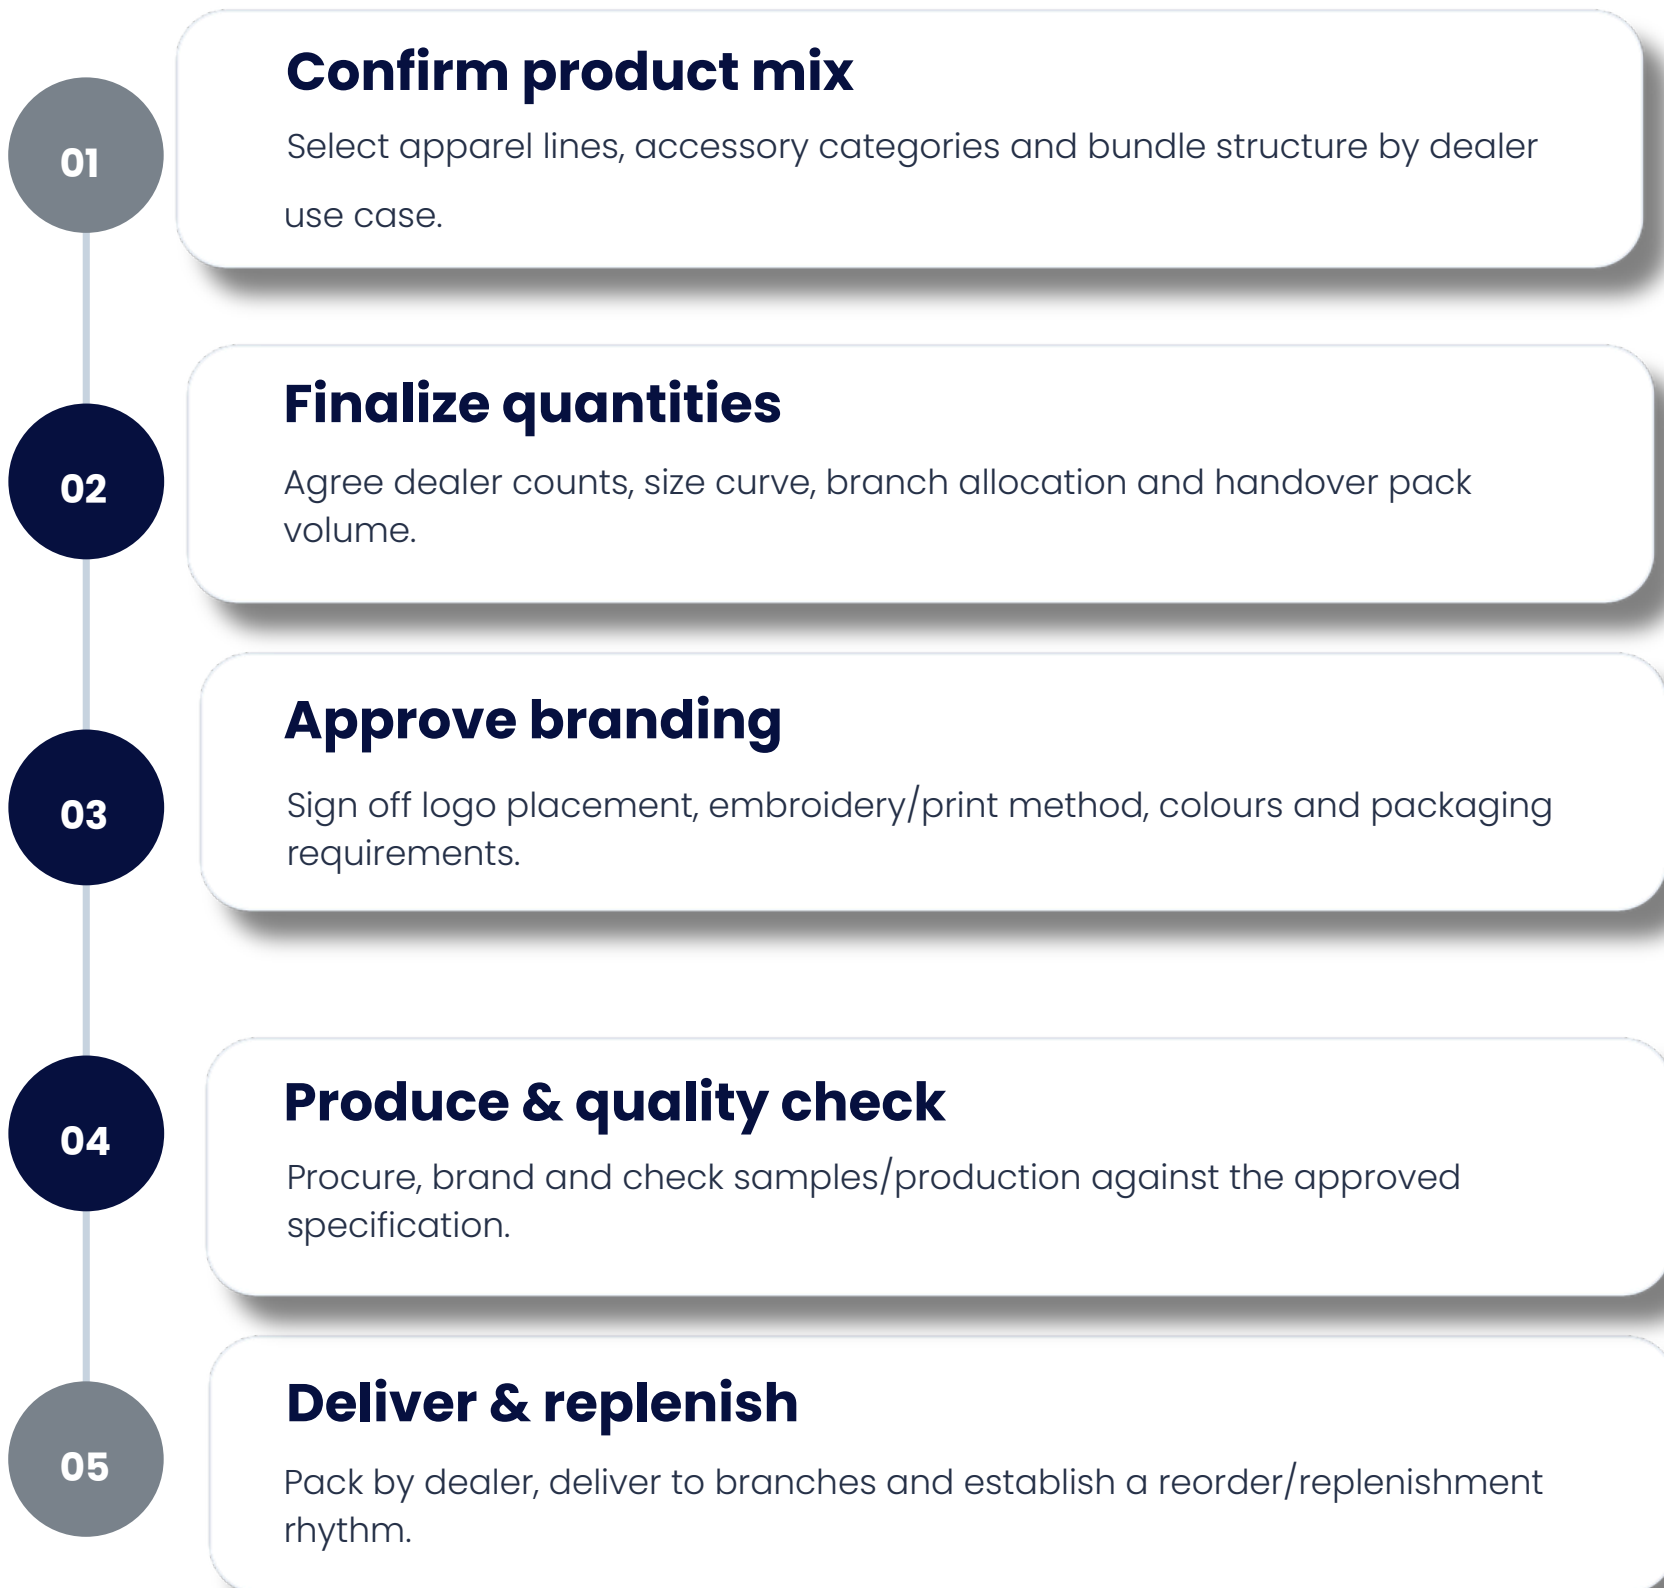 01
Confirm product mix
Select apparel lines, accessory categories and bundle structure by dealer
use case.
02
Finalize quantities
Agree dealer counts, size curve, branch allocation and handover pack
volume.
03
Approve branding
Sign off logo placement, embroidery/print method, colours and packaging
requirements.
04
Produce & quality check
Procure, brand and check samples/production against the approved
specification.
05
Deliver & replenish
Pack by dealer, deliver to branches and establish a reorder/replenishment
rhythm.